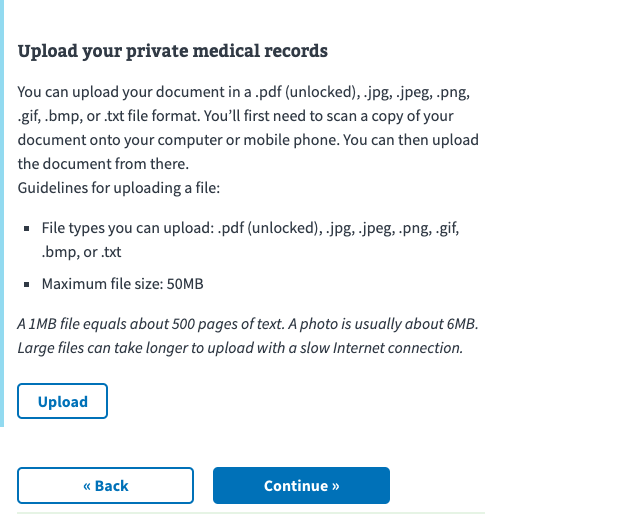 Upload your private medical records
You can upload your document in a .pdf (unlocked), .jpg, .jpeg, .png,
.gif, .bmp, or .txt file format. You’ll first need to scan a copy of your
document onto your computer or mobile phone. You can then upload
the document from there.
Guidelines for uploading a file:
▪ File types you can upload: .pdf (unlocked), .jpg, .jpeg, .png, .gif,
.bmp, or .txt
▪ Maximum file size: 50MB
A 1MB file equals about 500 pages of text. A photo is usually about 6MB.
Large files can take longer to upload with a slow Internet connection.
Upload
« Back
Continue »